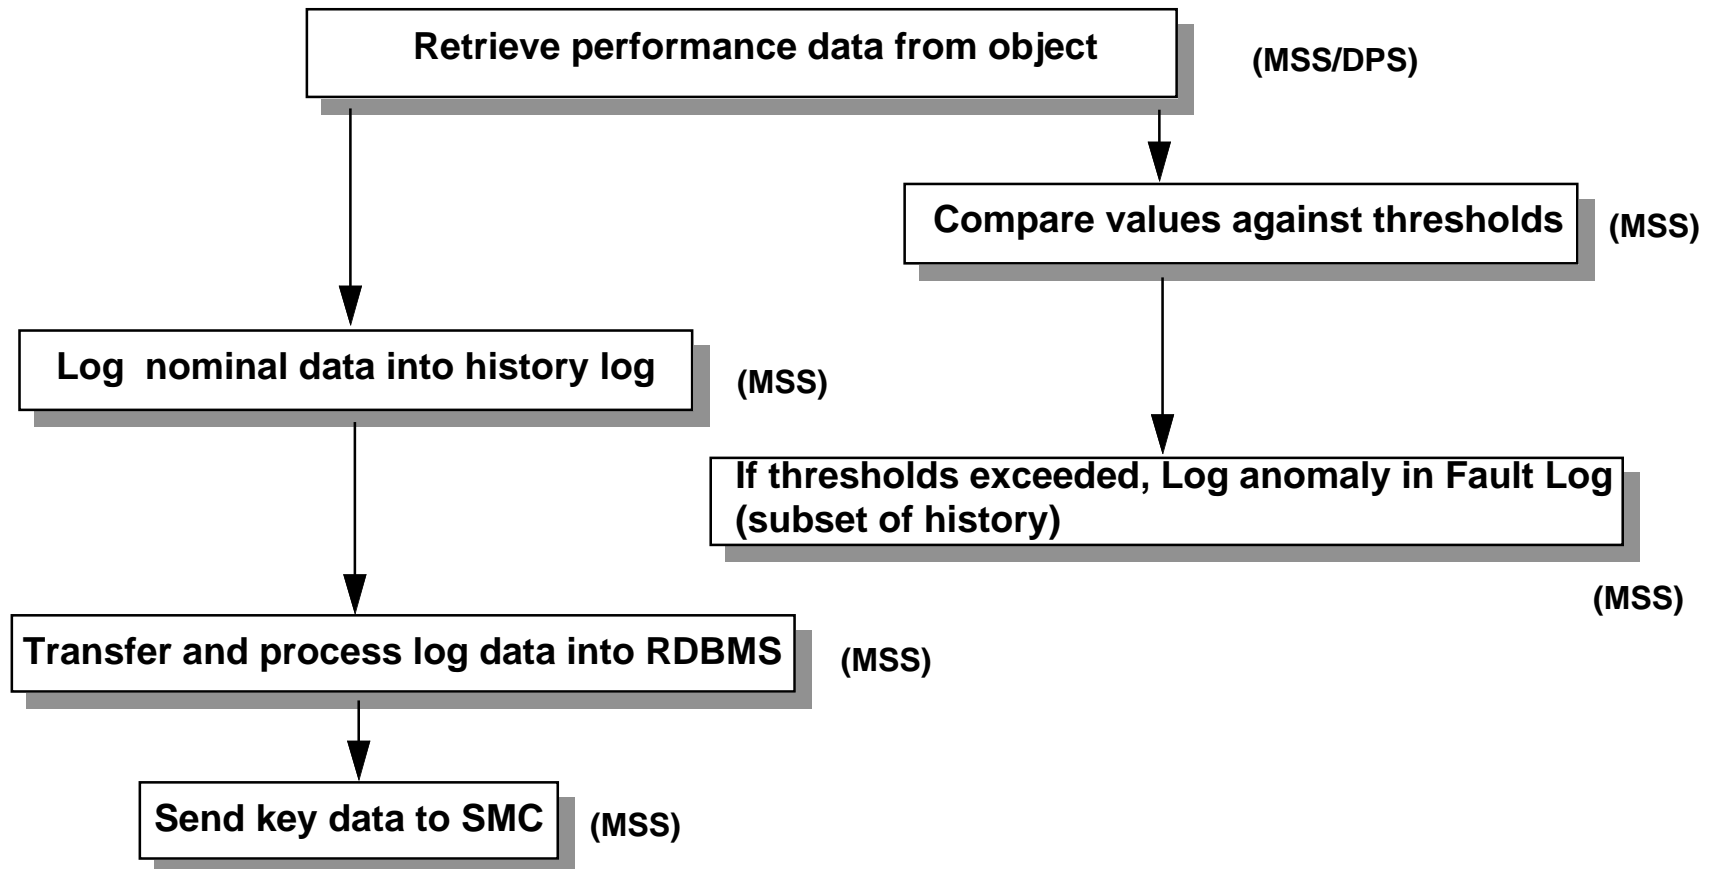 Retrieve performance data from object
(MSS/DPS)
Compare values against thresholds
(MSS)
Log  nominal data into history log
(MSS)
If thresholds exceeded, Log anomaly in Fault Log
(subset of history)
(MSS)
Transfer and process log data into RDBMS
(MSS)
Send key data to SMC
(MSS)